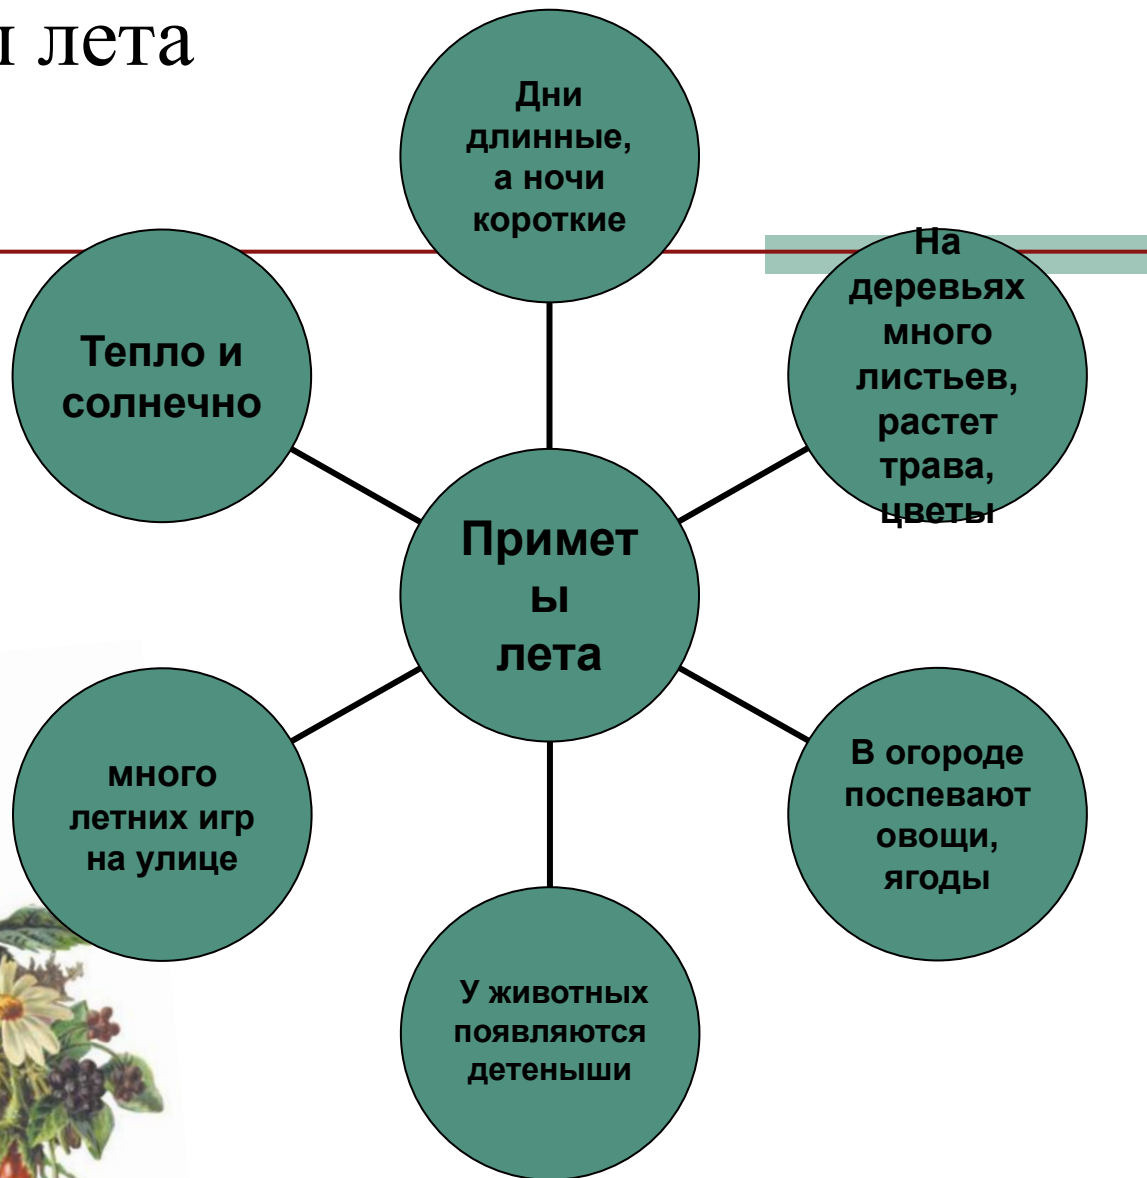 лета
Дни
длинные,
а ночи
короткие
На
деревьях
много
листьев,
растет
трава,
цветы
Тепло и
солнечно
Примет
ы
лета
много
летних игр
на улице
В огороде
поспевают
овощи,
ягоды
У животных
появляются
детеныши